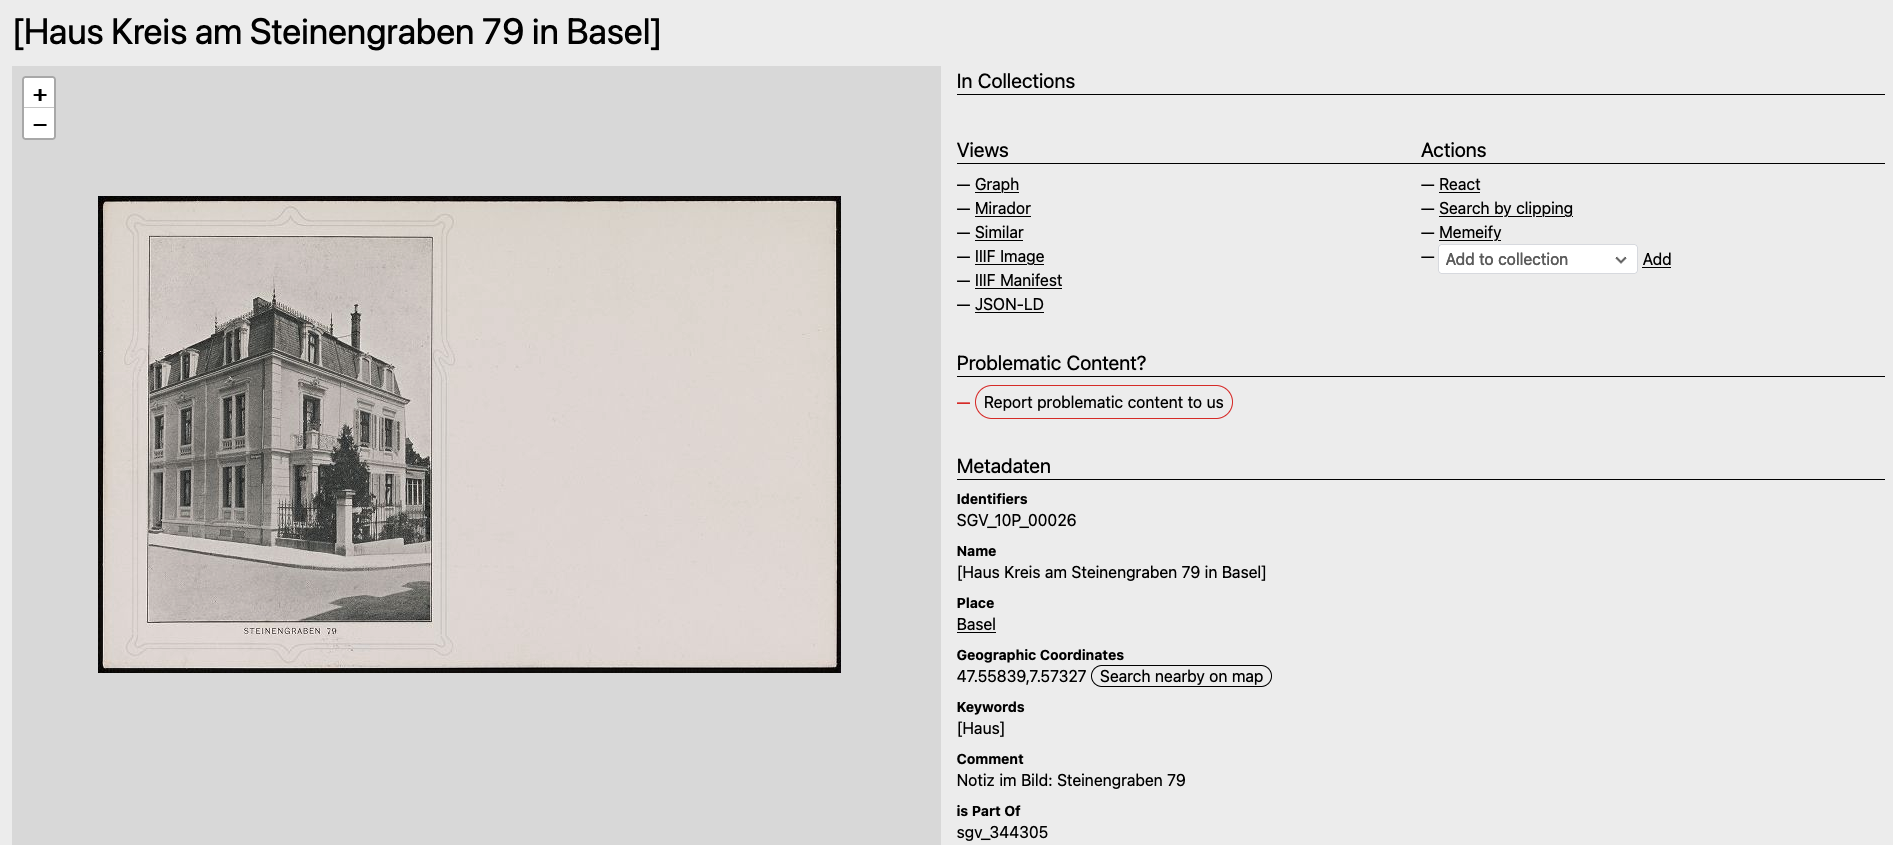 [Haus Kreis am Steinengraben 79 in Basel]
+
−
STEINENGRABEN 79
In Collections
Views
— Graph
— Mirador
— Similar
— IIIF Image
— IIIF Manifest
— JSON-LD
Actions
— React
— Search by clipping
— Memeify
— Add to collection Add
Problematic Content?
— Report problematic content to us
Metadaten
Identifiers
SGV_10P_00026
Name
[Haus Kreis am Steinengraben 79 in Basel]
Place
Basel
Geographic Coordinates
47.55839,7.57327 Search nearby on map
Keywords
[Haus]
Comment
Notiz im Bild: Steinengraben 79
is Part Of
sgv_344305